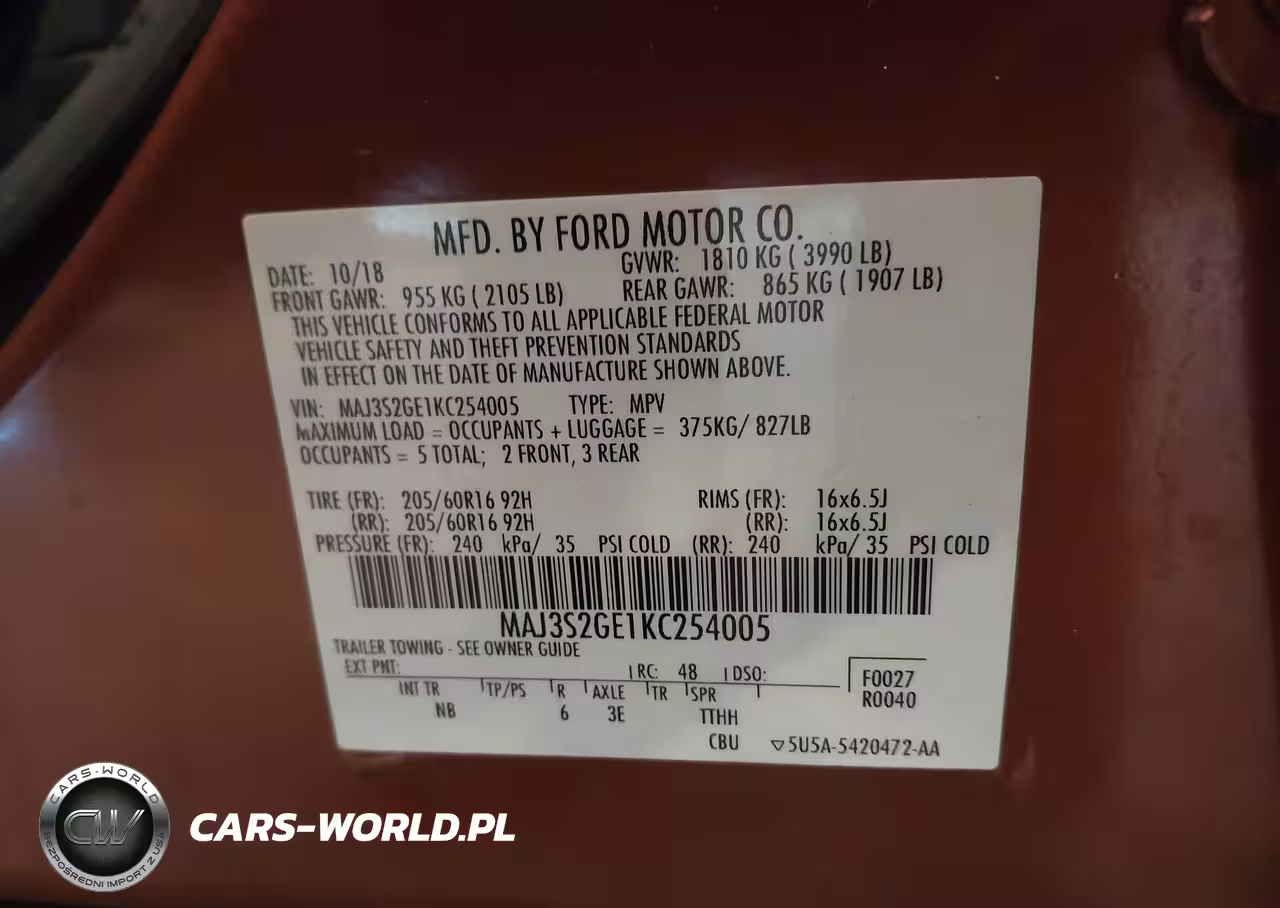 MFD. BY FORD MOTOR CO.
DATE: 10/18 GVWR: 1810 KG ( 3990 LB)
FRONT GAWR: 955 KG ( 2105 LB) REAR GAWR: 865 KG ( 1907 LB)
THIS VEHICLE CONFORMS TO ALL APPLICABLE FEDERAL MOTOR
VEHICLE SAFETY AND THEFT PREVENTION STANDARDS
IN EFFECT ON THE DATE OF MANUFACTURE SHOWN ABOVE.
VIN: MAJ3S2GE1KC254005 TYPE: MPV
MAXIMUM LOAD = OCCUPANTS + LUGGAGE = 375KG/ 827LB
OCCUPANTS = 5 TOTAL; 2 FRONT, 3 REAR
TIRE (FR): 205/60R16 92H RIMS (FR): 16x6.5J
(RR): 205/60R16 92H (RR): 16x6.5J
PRESSURE (FR): 240 kPa/ 35 PSI COLD (RR): 240 kPa/ 35 PSI COLD
MAJ3S2GE1KC254005
TRAILER TOWING - SEE OWNER GUIDE
EXT PNT: RC: 48 DSO: F0027
INT TR TP/PS R AXLE TR SPR R0040
NB 6 3E TTHH
CBU ▽5U5A-5420472-AA
CARS-WORLD
CW
BEZPOŚREDNI IMPORT Z USA
CARS-WORLD.PL